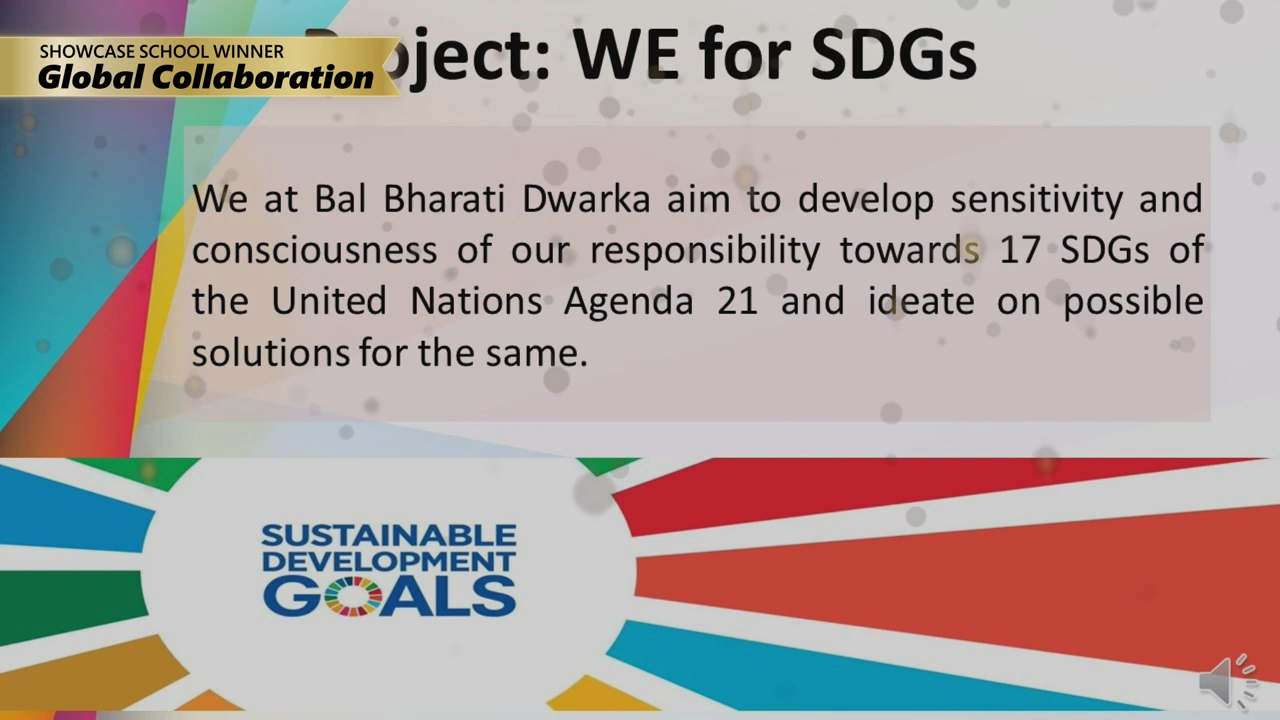 SHOWCASE SCHOOL WINNER
Global Collaboration
Project: WE for SDGs
We at Bal Bharati Dwarka aim to develop sensitivity and
consciousness of our responsibility towards 17 SDGs of
the United Nations Agenda 21 and ideate on possible
solutions for the same.
SUSTAINABLE
DEVELOPMENT
GOALS